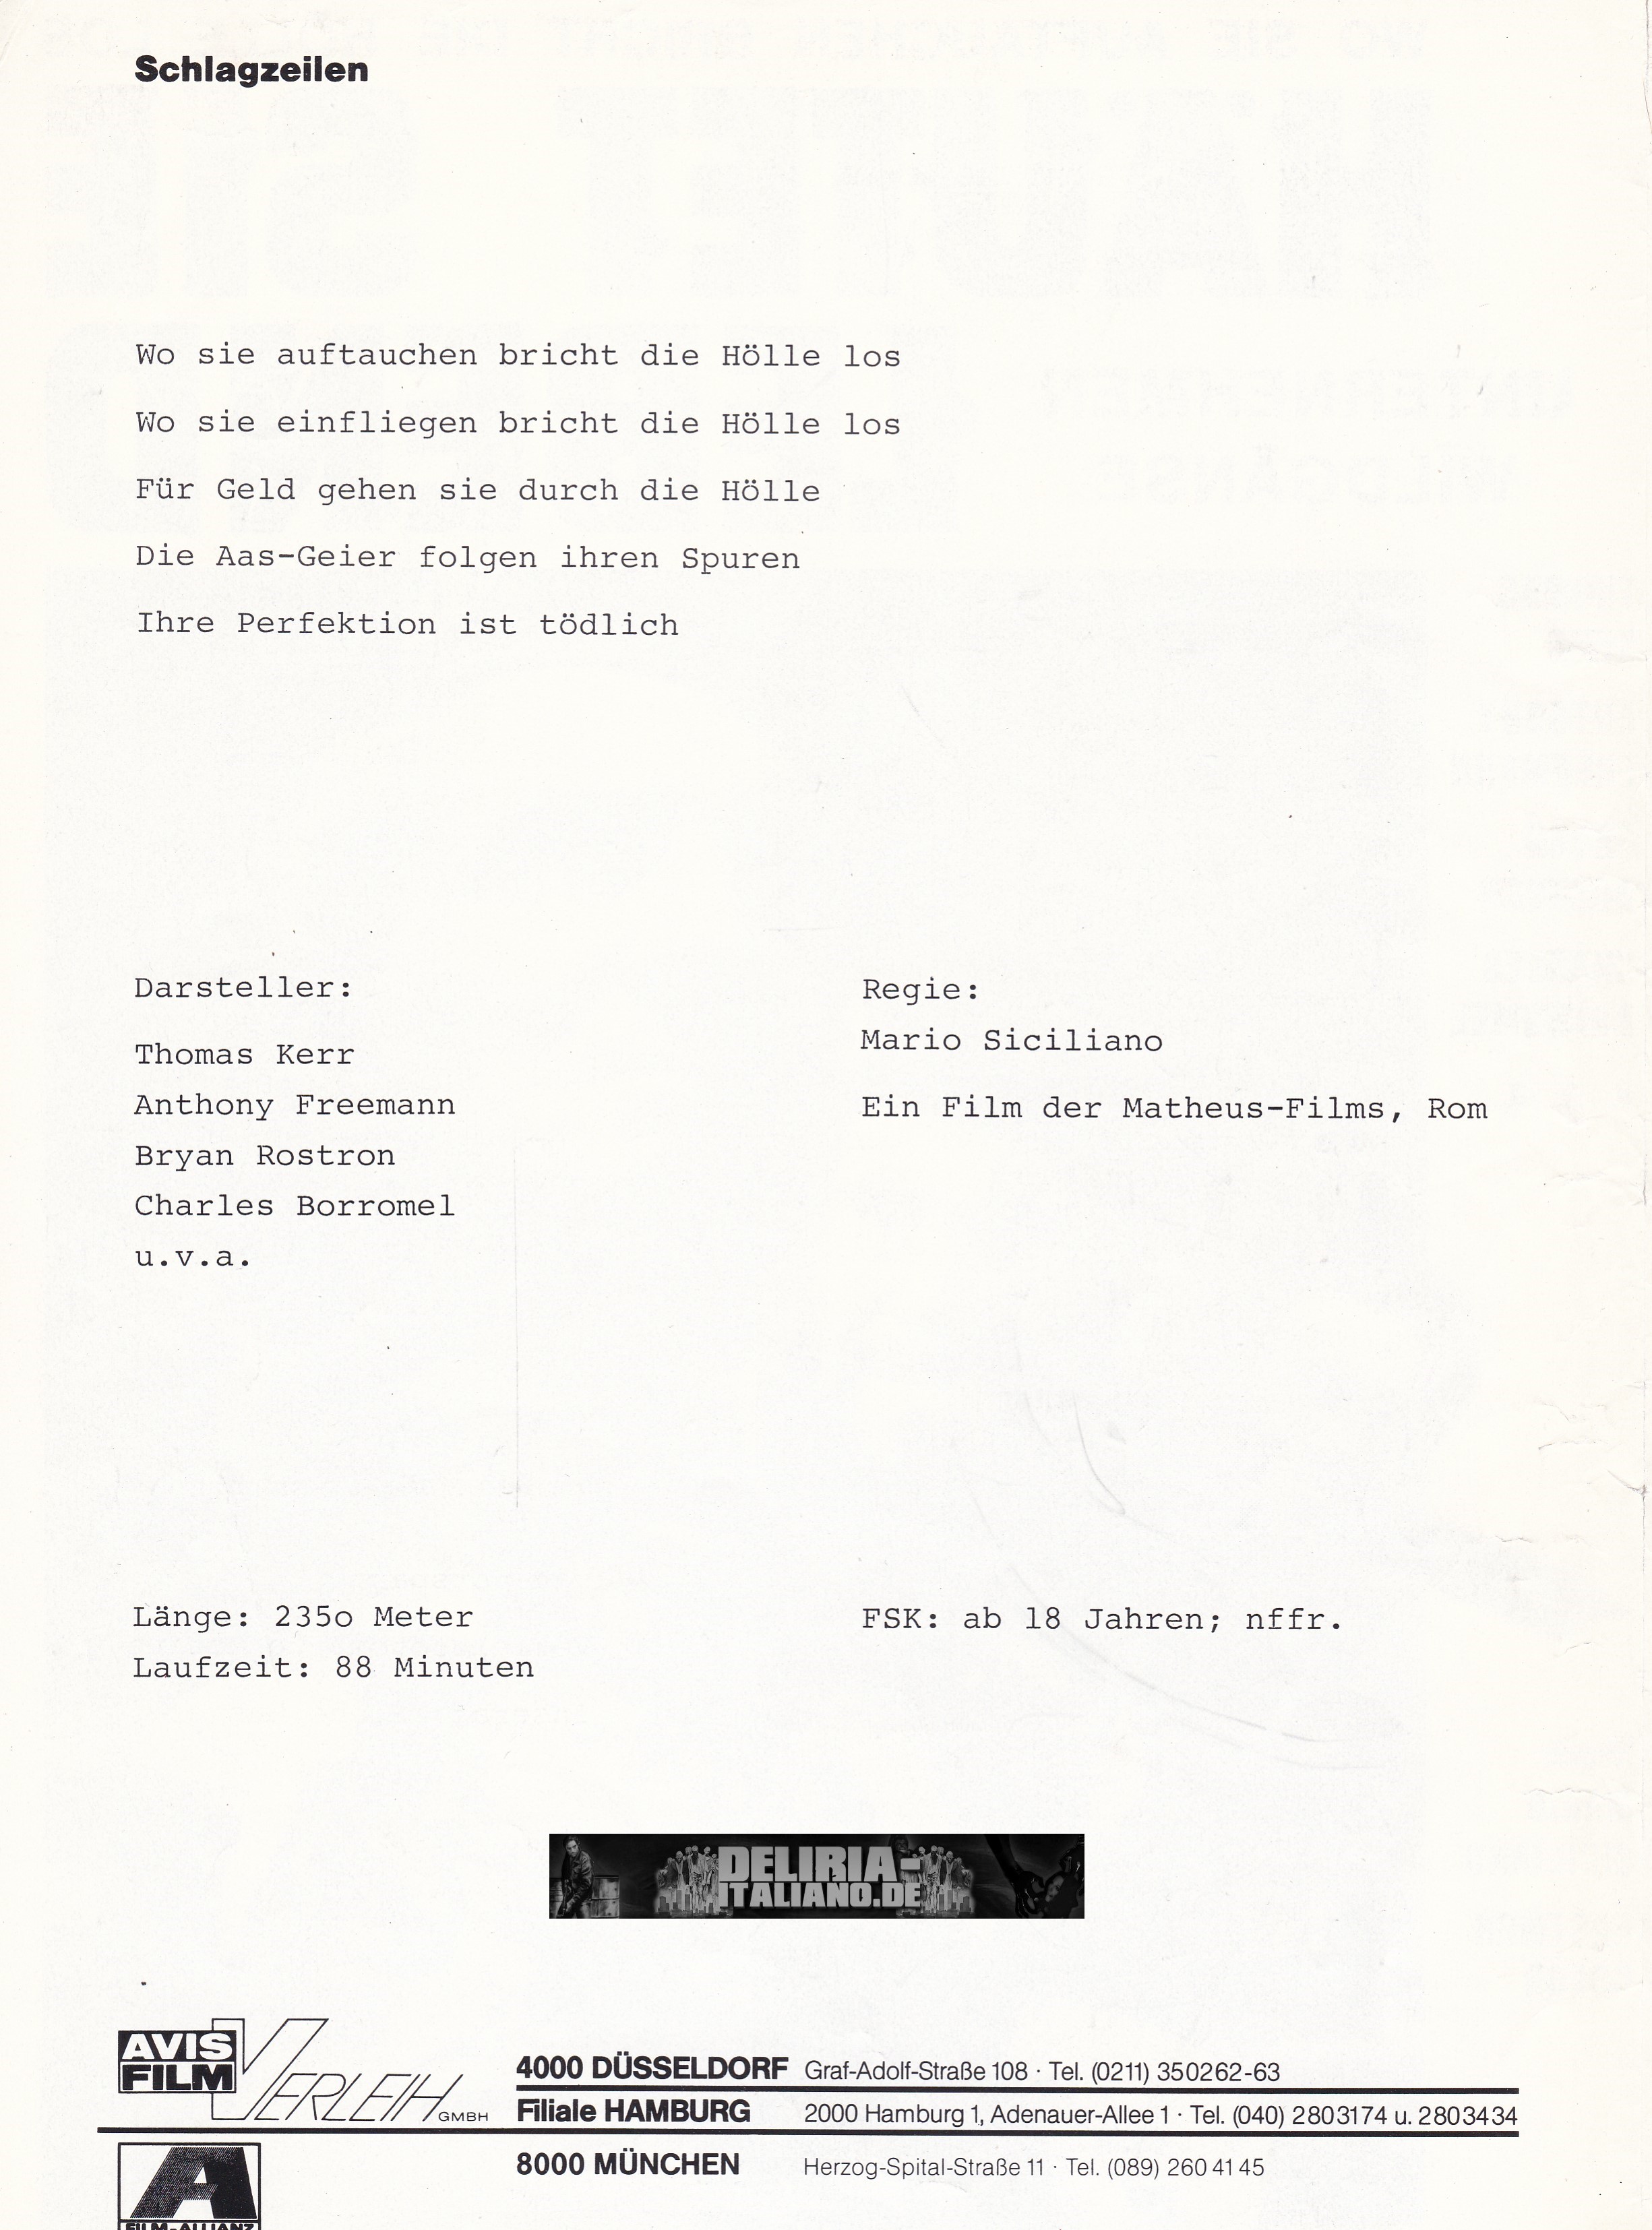 Schlagzeilen
Wo sie auftauchen bricht die Hölle los
Wo sie einfliegen bricht die Hölle los
Für Geld gehen sie durch die Hölle
Die Aas-Geier folgen ihren Spuren
Ihre Perfektion ist tödlich
Darsteller:
Thomas Kerr
Anthony Freemann
Bryan Rostron
Charles Borromel
u.v.a.
Regie:
Mario Siciliano
Ein Film der Matheus-Films, Rom
Länge: 235o Meter
Laufzeit: 88 Minuten
FSK: ab 18 Jahren; nffr.
DELIRIA-
ITALIANO.DE
AVIS
FILM
VERLEIH GMBH
4000 DÜSSELDORF Graf-Adolf-Straße 108 · Tel. (0211) 350262-63
Filiale HAMBURG 2000 Hamburg 1, Adenauer-Allee 1 · Tel. (040) 2803174 u. 2803434
8000 MÜNCHEN Herzog-Spital-Straße 11 · Tel. (089) 260 41 45
A
FILM-ALLIANZ